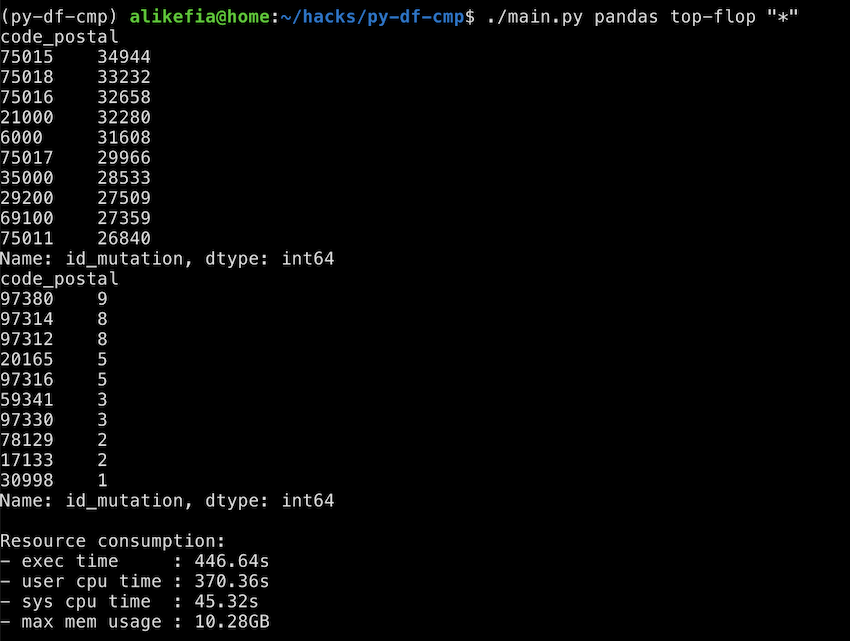 (py-df-cmp) alikefia@home:~/hacks/py-df-cmp$ ./main.py pandas top-flop "*"
code_postal
75015    34944
75018    33232
75016    32658
21000    32280
6000     31608
75017    29966
35000    28533
29200    27509
69100    27359
75011    26840
Name: id_mutation, dtype: int64
code_postal
97380    9
97314    8
97312    8
20165    5
97316    5
59341    3
97330    3
78129    2
17133    2
30998    1
Name: id_mutation, dtype: int64
Resource consumption:
- exec time     : 446.64s
- user cpu time : 370.36s
- sys cpu time  : 45.32s
- max mem usage : 10.28GB